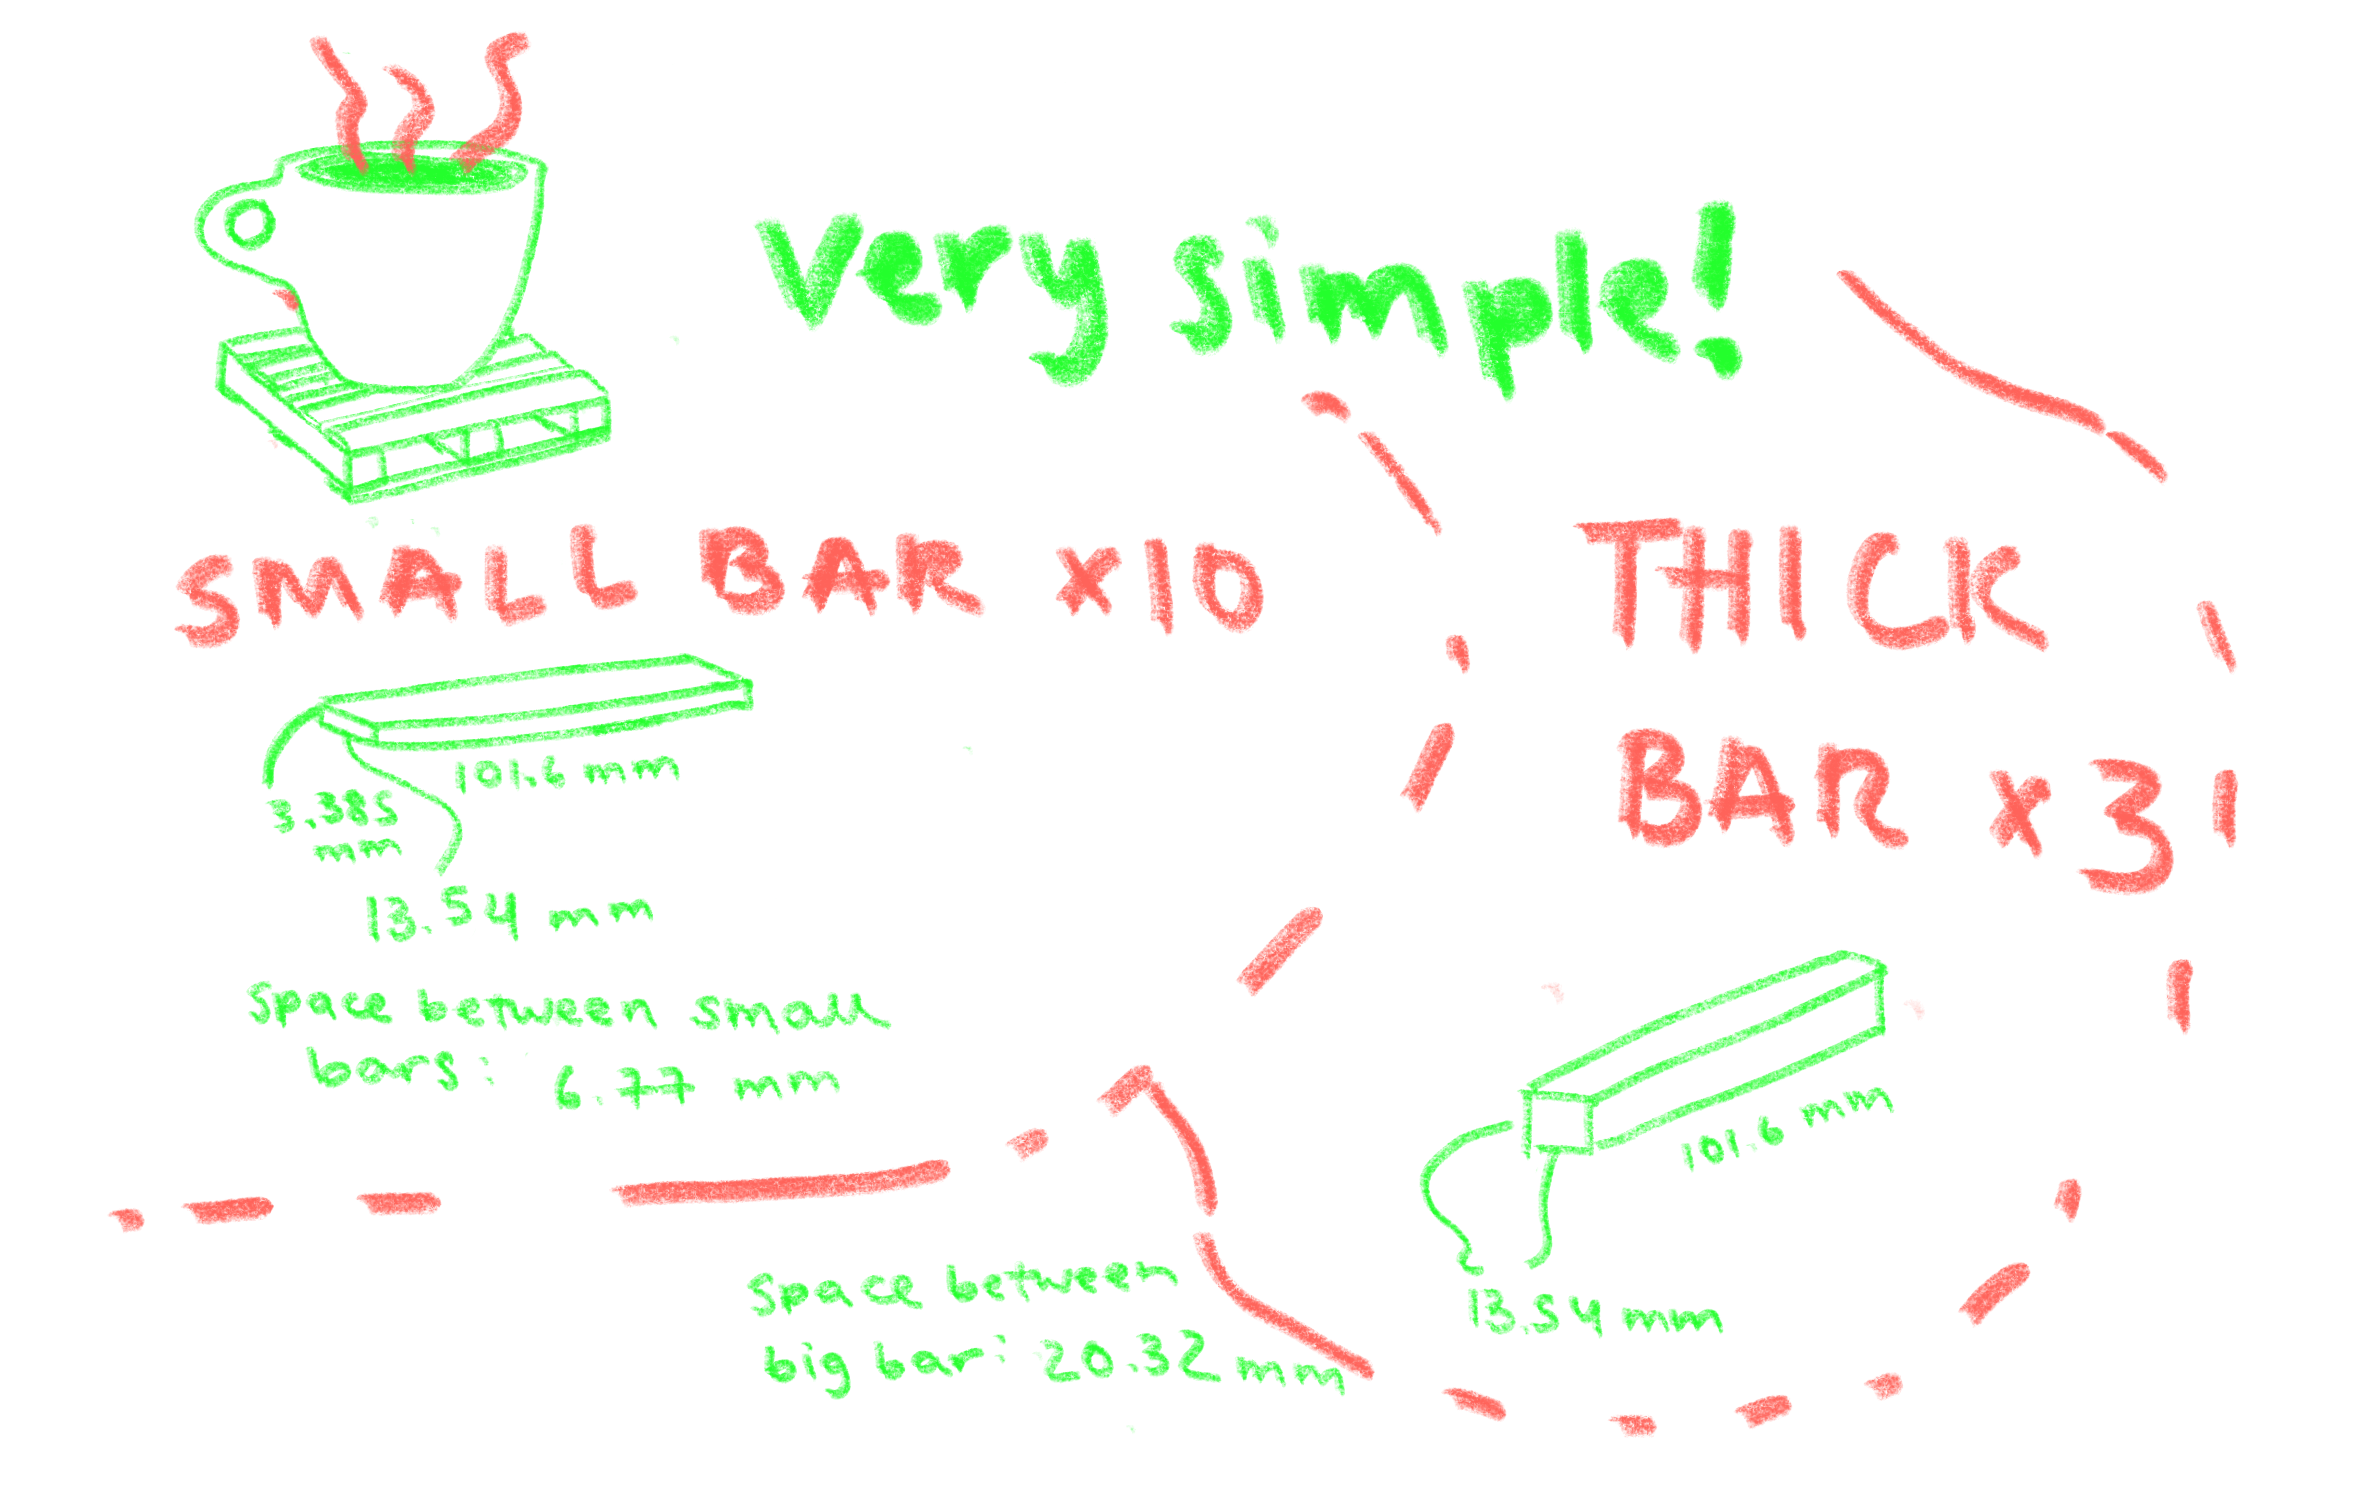 very simple!
SMALL BAR x10
101.6 mm
3.385
mm
13.54 mm
Space between small
bars: 6.77 mm
THICK
BAR x3
101.6 mm
13.54 mm
Space between
big bar: 20.32 mm